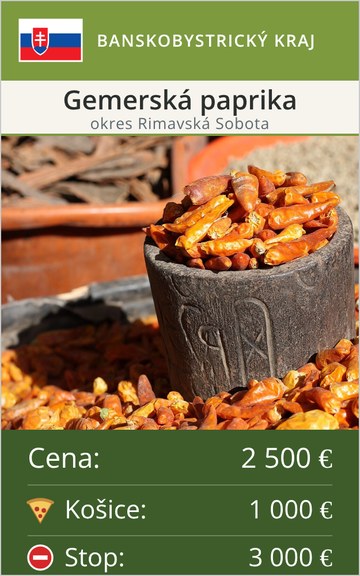 BANSKOBYSTRICKÝ KRAJ
Gemerská paprika
okres Rimavská Sobota
Cena: 2 500 €
Košice: 1 000 €
Stop: 3 000 €